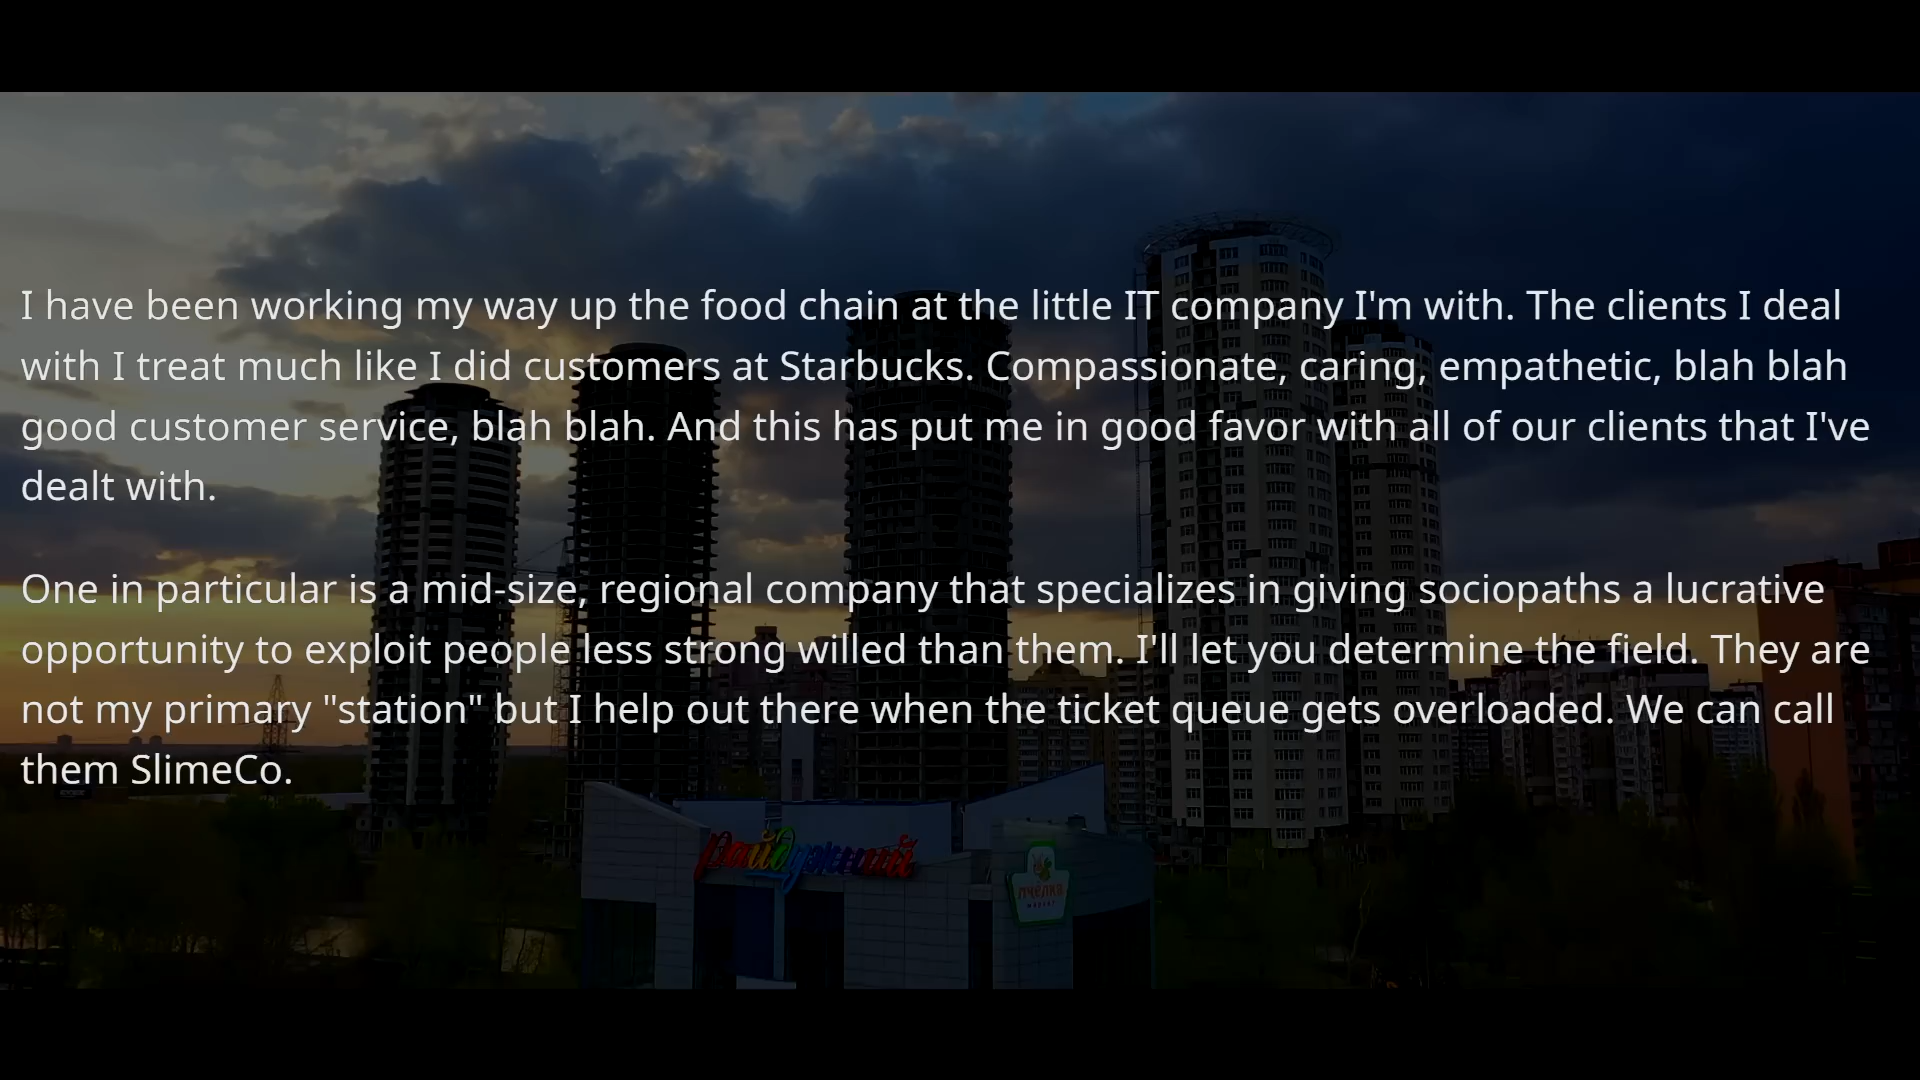 I have been working my way up the food chain at the little IT company I'm with. The clients I deal
with I treat much like I did customers at Starbucks. Compassionate, caring, empathetic, blah blah
good customer service, blah blah. And this has put me in good favor with all of our clients that I've
dealt with.
One in particular is a mid-size, regional company that specializes in giving sociopaths a lucrative
opportunity to exploit people less strong willed than them. I'll let you determine the field. They are
not my primary "station" but I help out there when the ticket queue gets overloaded. We can call
them SlimeCo.
Райдужний
пчёлка
маркет